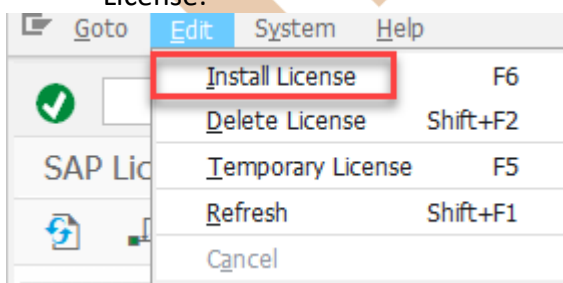 License.
Goto Edit System Help
Install License F6
Delete License Shift+F2
SAP Lic
Temporary License F5
Refresh Shift+F1
Cancel